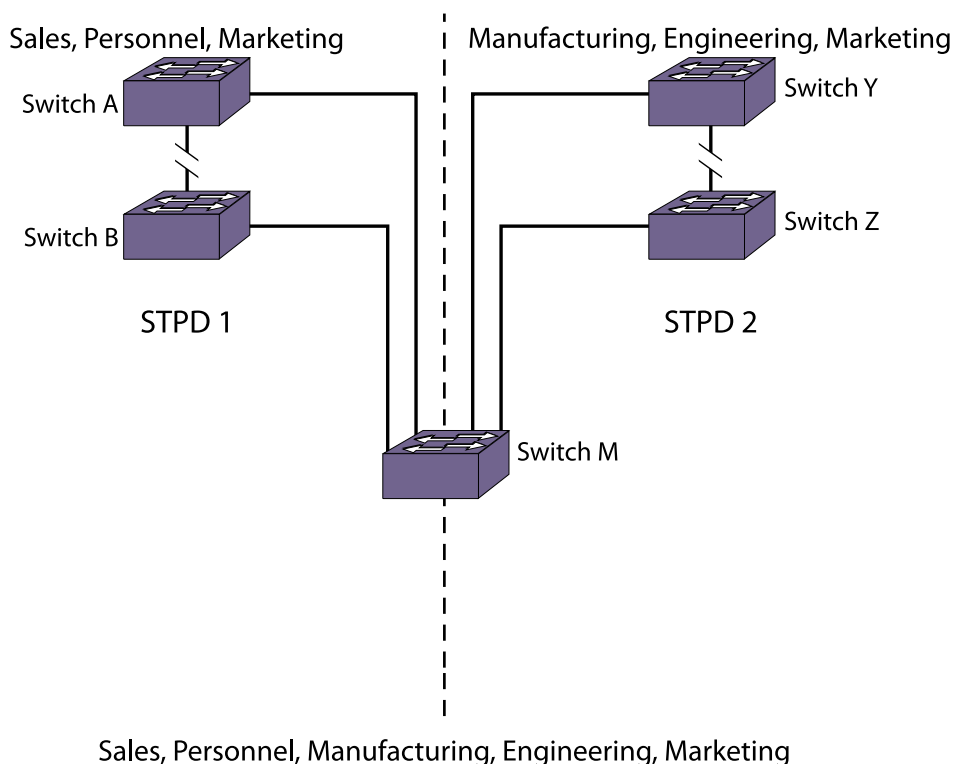 Sales, Personnel, Marketing
Manufacturing, Engineering, Marketing
Switch A
Switch Y
Switch B
Switch Z
STPD 1
STPD 2
Switch M
Sales, Personnel, Manufacturing, Engineering, Marketing